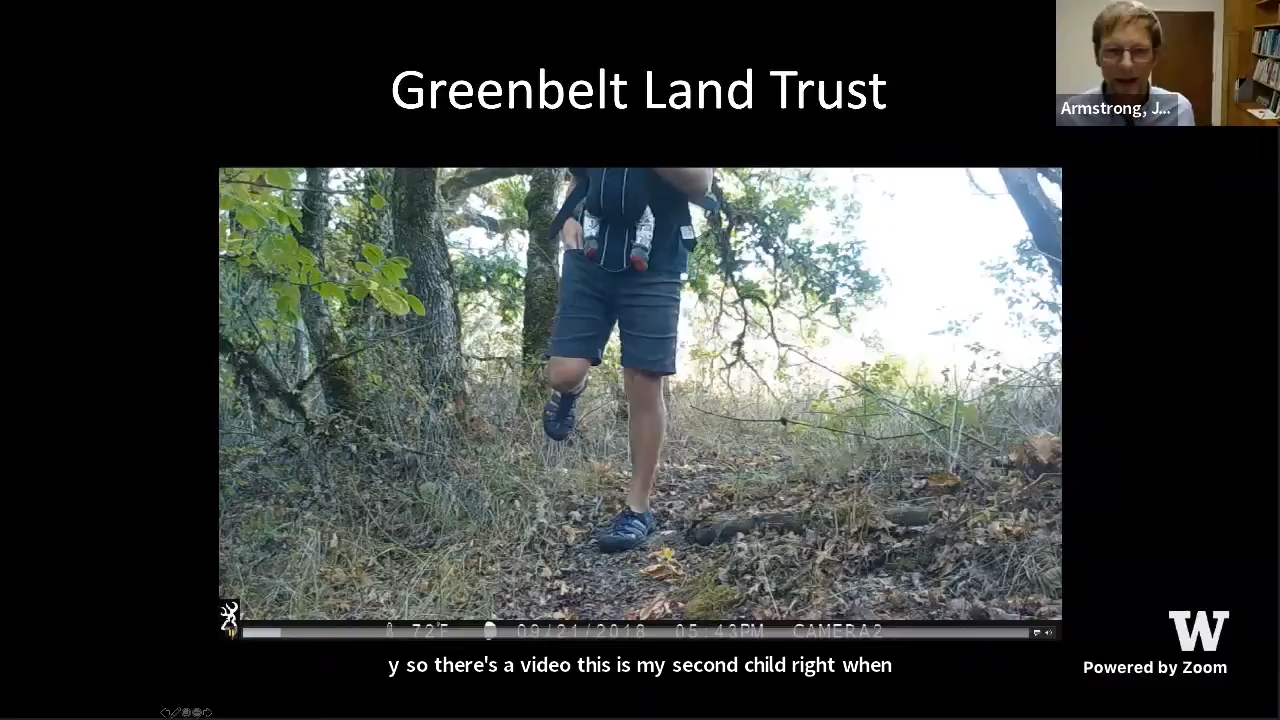 Greenbelt Land Trust
Armstrong, J...
72°F 09/21/2018 05:43PM CAMERA2
y so there's a video this is my second child right when
W
Powered by Zoom